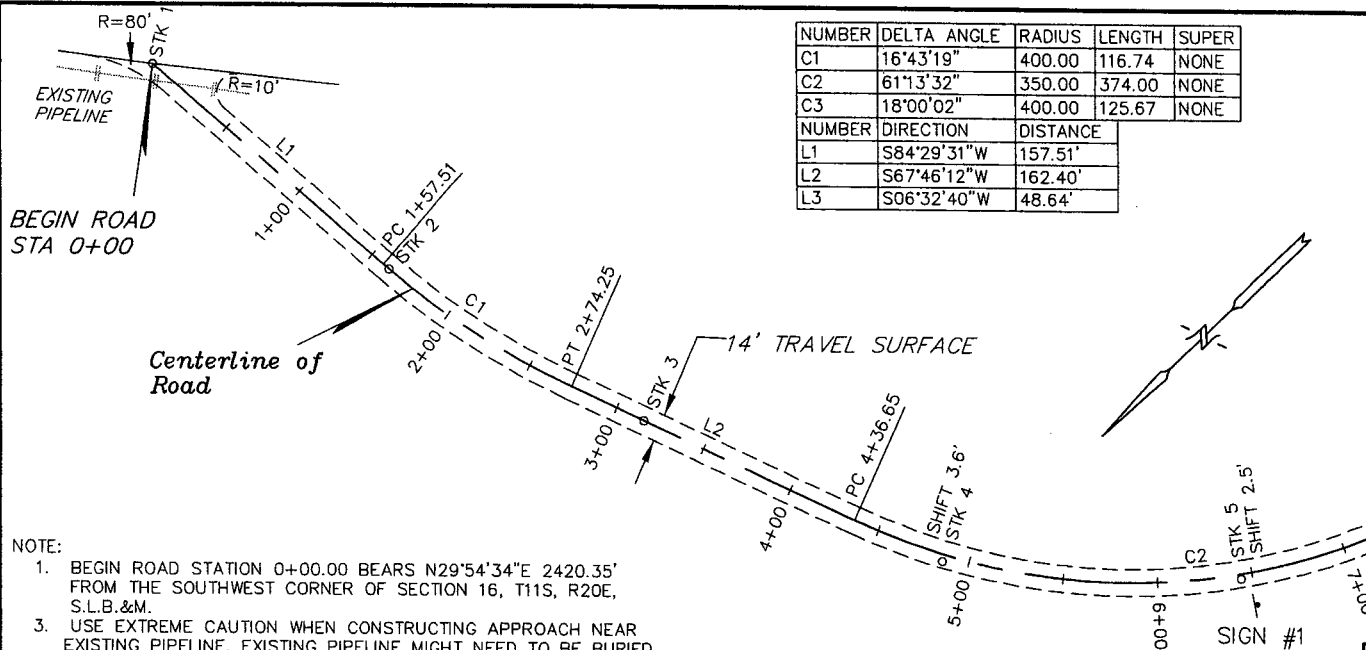 R=80'
STK 1
R=10'
EXISTING
PIPELINE
L1
BEGIN ROAD
STA 0+00
1+00
PC 1+57.51
STK 2
Centerline of
Road
2+00
C1
PT 2+74.25
STK 3
3+00
14' TRAVEL SURFACE
L2
4+00
PC 4+36.65
SHIFT 3.6'
STK 4
5+00
6+00
C2
STK 5
SHIFT 2.5'
7+00
SIGN #1
NUMBER DELTA ANGLE RADIUS LENGTH SUPER
C1 16°43'19" 400.00 116.74 NONE
C2 61°13'32" 350.00 374.00 NONE
C3 18°00'02" 400.00 125.67 NONE
NUMBER DIRECTION DISTANCE
L1 S84°29'31"W 157.51'
L2 S67°46'12"W 162.40'
L3 S06°32'40"W 48.64'
NOTE:
1. BEGIN ROAD STATION 0+00.00 BEARS N29°54'34"E 2420.35'
FROM THE SOUTHWEST CORNER OF SECTION 16, T11S, R20E,
S.L.B.&M.
3. USE EXTREME CAUTION WHEN CONSTRUCTING APPROACH NEAR
EXISTING PIPELINE. EXISTING PIPELINE MIGHT NEED TO BE BURIED